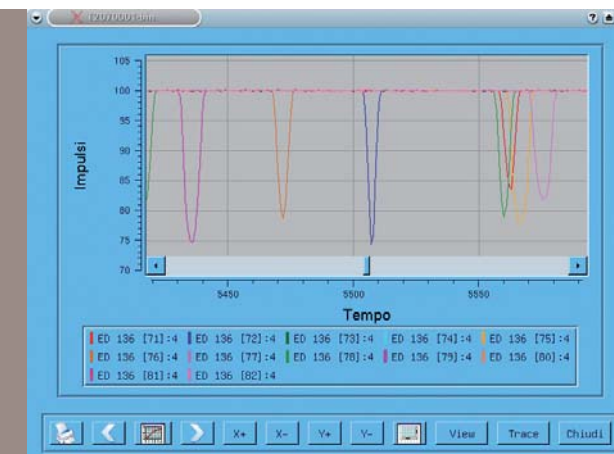 T2070001.bin
105
100
95
90
85
80
75
70
Impulsi
5450 5500 5550
Tempo
ED 136 [71]:4 ED 136 [72]:4 ED 136 [73]:4 ED 136 [74]:4 ED 136 [75]:4
ED 136 [76]:4 ED 136 [77]:4 ED 136 [78]:4 ED 136 [79]:4 ED 136 [80]:4
ED 136 [81]:4 ED 136 [82]:4
X+ X- Y+ Y- View Trace Chiudi